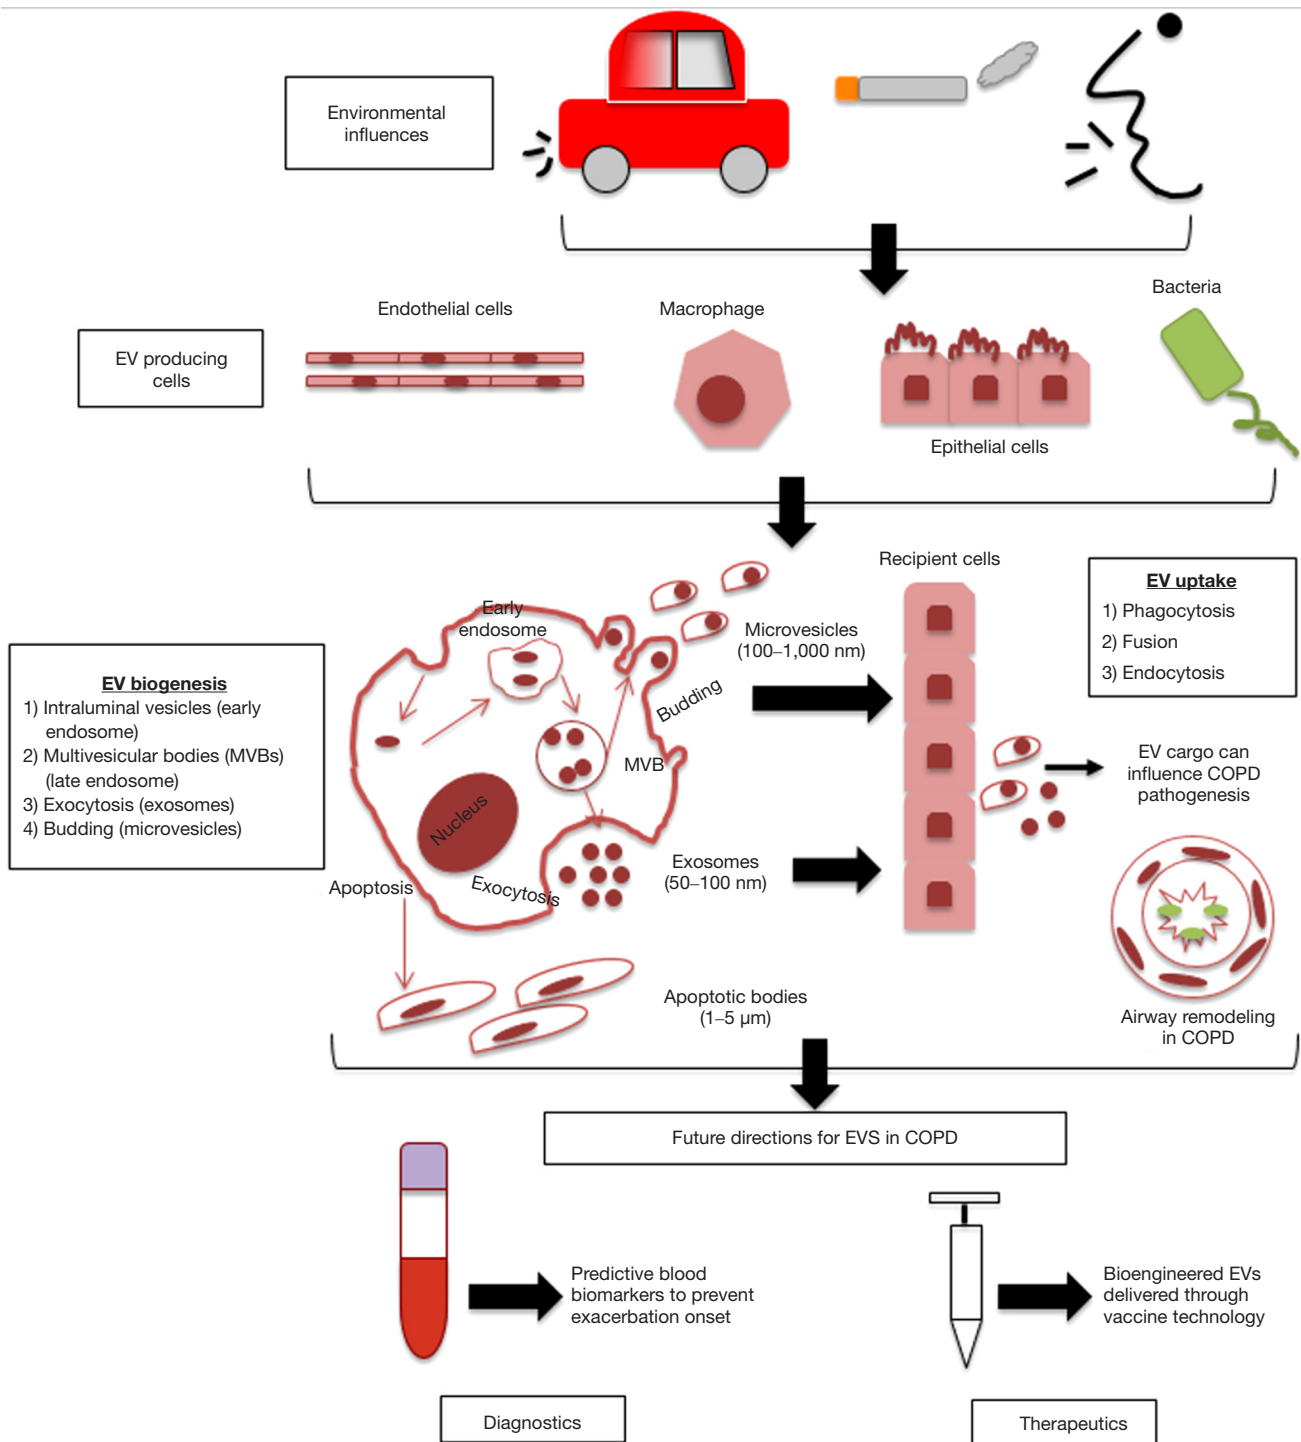 Environmental
influences
Bacteria
Endothelial cells
Macrophage
EV producing
cells
Epithelial cells
Recipient cells
EV uptake
1) Phagocytosis
2) Fusion
3) Endocytosis
Early
endosome
Microvesicles
(100–1,000 nm)
Budding
EV biogenesis
1) Intraluminal vesicles (early
endosome)
2) Multivesicular bodies (MVBs)
(late endosome)
3) Exocytosis (exosomes)
4) Budding (microvesicles)
MVB
EV cargo can
influence COPD
pathogenesis
Nucleus
Apoptosis
Exocytosis
Exosomes
(50–100 nm)
Apoptotic bodies
(1–5 μm)
Airway remodeling
in COPD
Future directions for EVS in COPD
Predictive blood
biomarkers to prevent
exacerbation onset
Bioengineered EVs
delivered through
vaccine technology
Diagnostics
Therapeutics